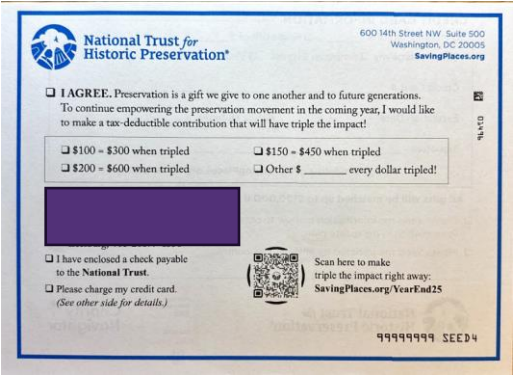 National Trust for
Historic Preservation®
600 14th Street NW Suite 500
Washington, DC 20005
SavingPlaces.org
I AGREE. Preservation is a gift we give to one another and to future generations.
To continue empowering the preservation movement in the coming year, I would like
to make a tax-deductible contribution that will have triple the impact!
$100 = $300 when tripled
$150 = $450 when tripled
$200 = $600 when tripled
Other $ ________ every dollar tripled!
I have enclosed a check payable
to the National Trust.
Please charge my credit card.
(See other side for details.)
Scan here to make
triple the impact right away:
SavingPlaces.org/YearEnd25
99999999 SEED4